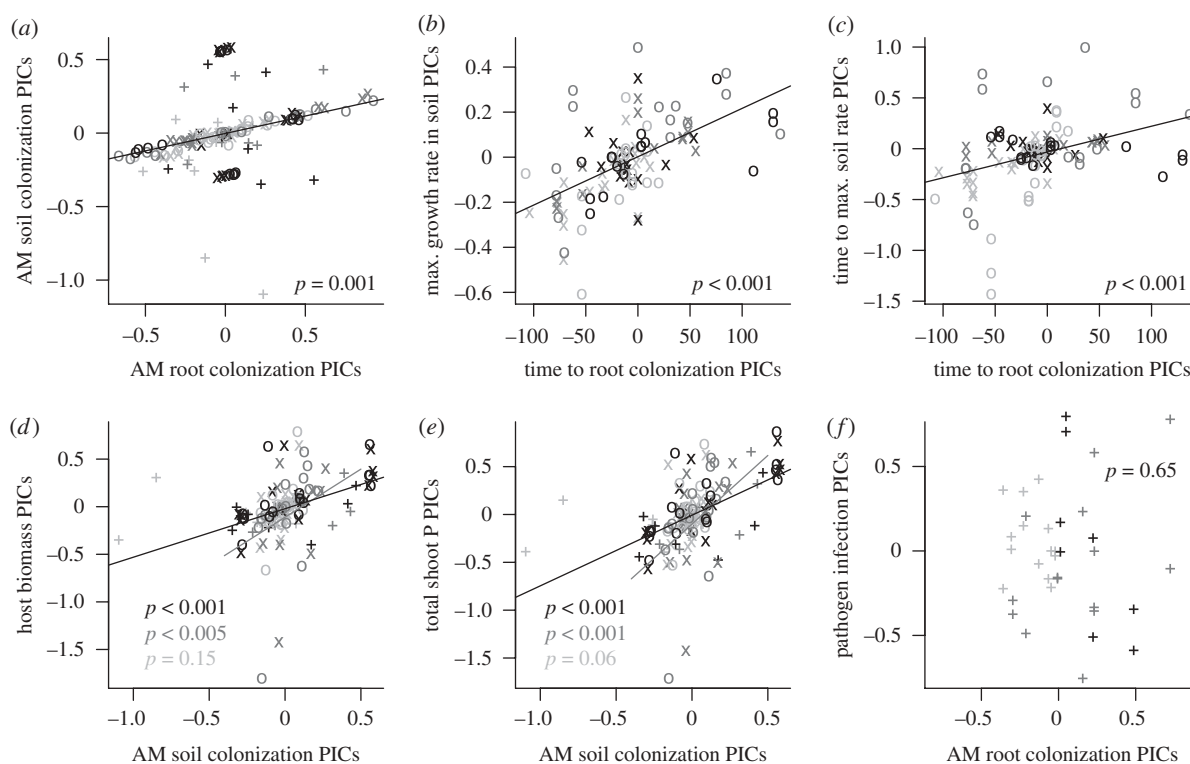 (a)
AM soil colonization PICs
0.5
0
−0.5
−1.0
p = 0.001
−0.5
0
0.5
AM root colonization PICs
(b)
max. growth rate in soil PICs
0.4
0.2
0
−0.2
−0.4
−0.6
p < 0.001
−100
−50
0
50
100
time to root colonization PICs
(c)
time to max. soil rate PICs
1.0
0.5
0
−0.5
−1.0
−1.5
p < 0.001
−100
−50
0
50
100
time to root colonization PICs
(d)
host biomass PICs
0.5
0
−0.5
−1.0
−1.5
p < 0.001
p < 0.005
p = 0.15
−1.0
−0.5
0
0.5
AM soil colonization PICs
(e)
total shoot P PICs
0.5
0
−0.5
−1.0
−1.5
p < 0.001
p < 0.001
p = 0.06
−1.0
−0.5
0
0.5
AM soil colonization PICs
(f)
pathogen infection PICs
0.5
0
−0.5
p = 0.65
−0.5
0
0.5
AM root colonization PICs